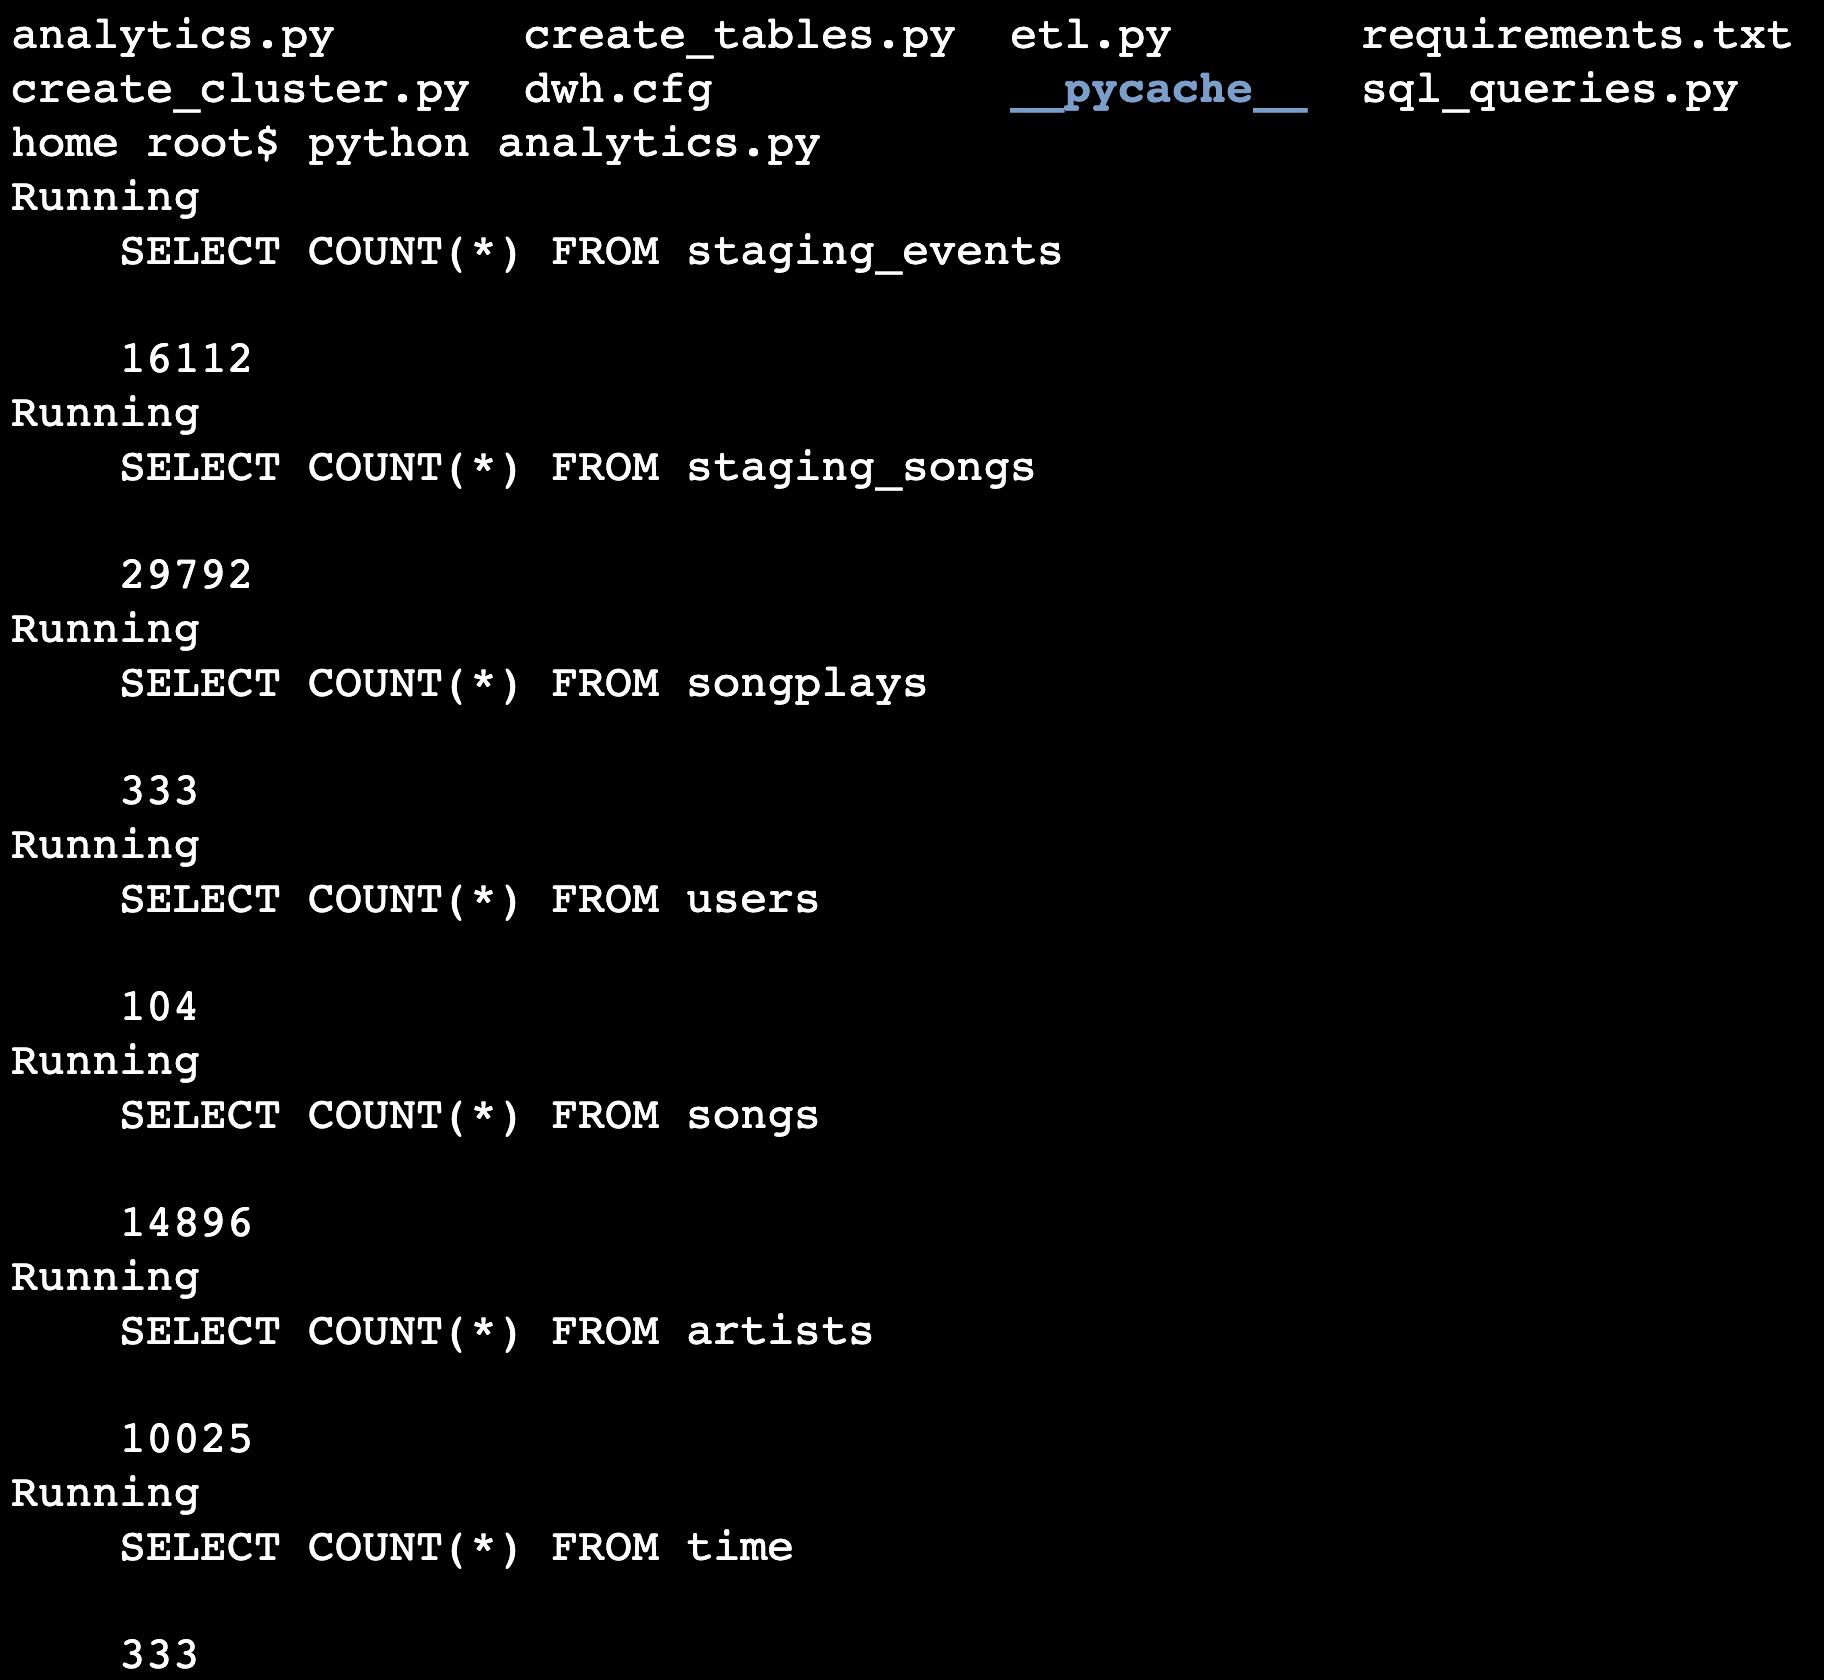 analytics.py       create_tables.py  etl.py       requirements.txt
create_cluster.py  dwh.cfg           __pycache__  sql_queries.py
home root$ python analytics.py
Running
    SELECT COUNT(*) FROM staging_events
    16112
Running
    SELECT COUNT(*) FROM staging_songs
    29792
Running
    SELECT COUNT(*) FROM songplays
    333
Running
    SELECT COUNT(*) FROM users
    104
Running
    SELECT COUNT(*) FROM songs
    14896
Running
    SELECT COUNT(*) FROM artists
    10025
Running
    SELECT COUNT(*) FROM time
    333